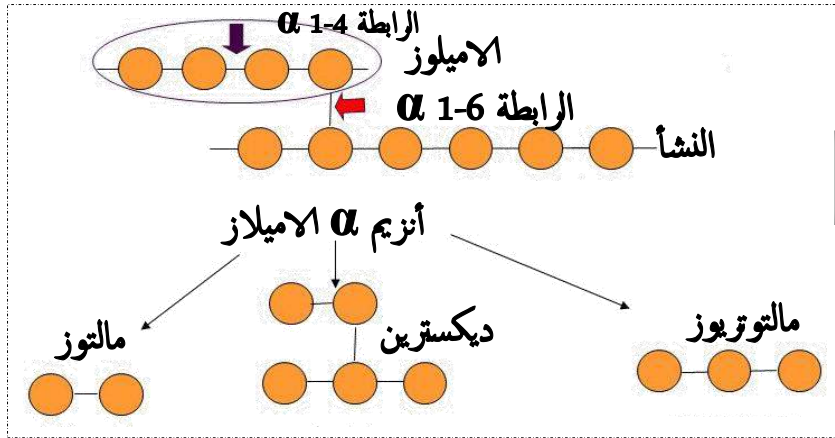 الرابطة α 1-4
الاميلوز
الرابطة α 1-6
النشأ
أنزيم α الاميلاز
مالتوز
ديكسترين
مالتوتريوز